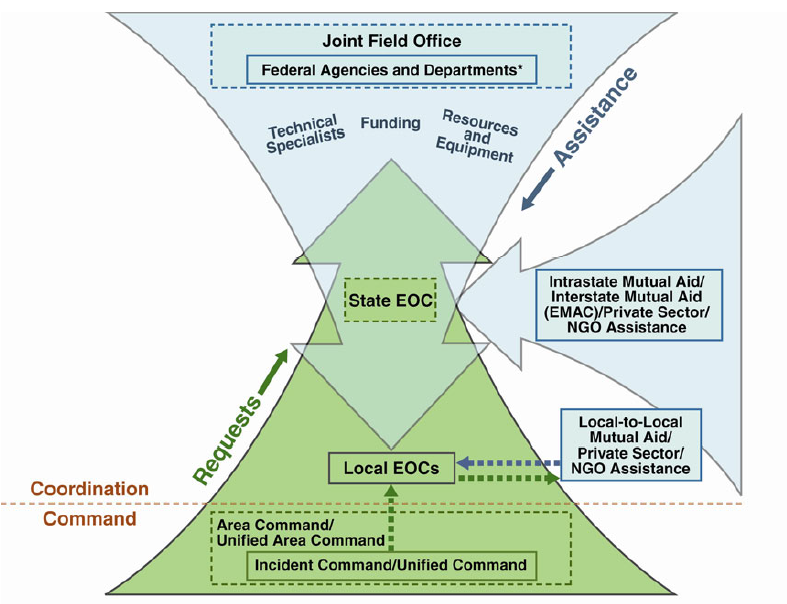 Joint Field Office
Federal Agencies and Departments*
Technical
Specialists
Funding
Resources
and
Equipment
Assistance
State EOC
Intrastate Mutual Aid/
Interstate Mutual Aid
(EMAC)/Private Sector/
NGO Assistance
Requests
Local EOCs
Local-to-Local
Mutual Aid/
Private Sector/
NGO Assistance
Coordination
Command
Area Command/
Unified Area Command
Incident Command/Unified Command